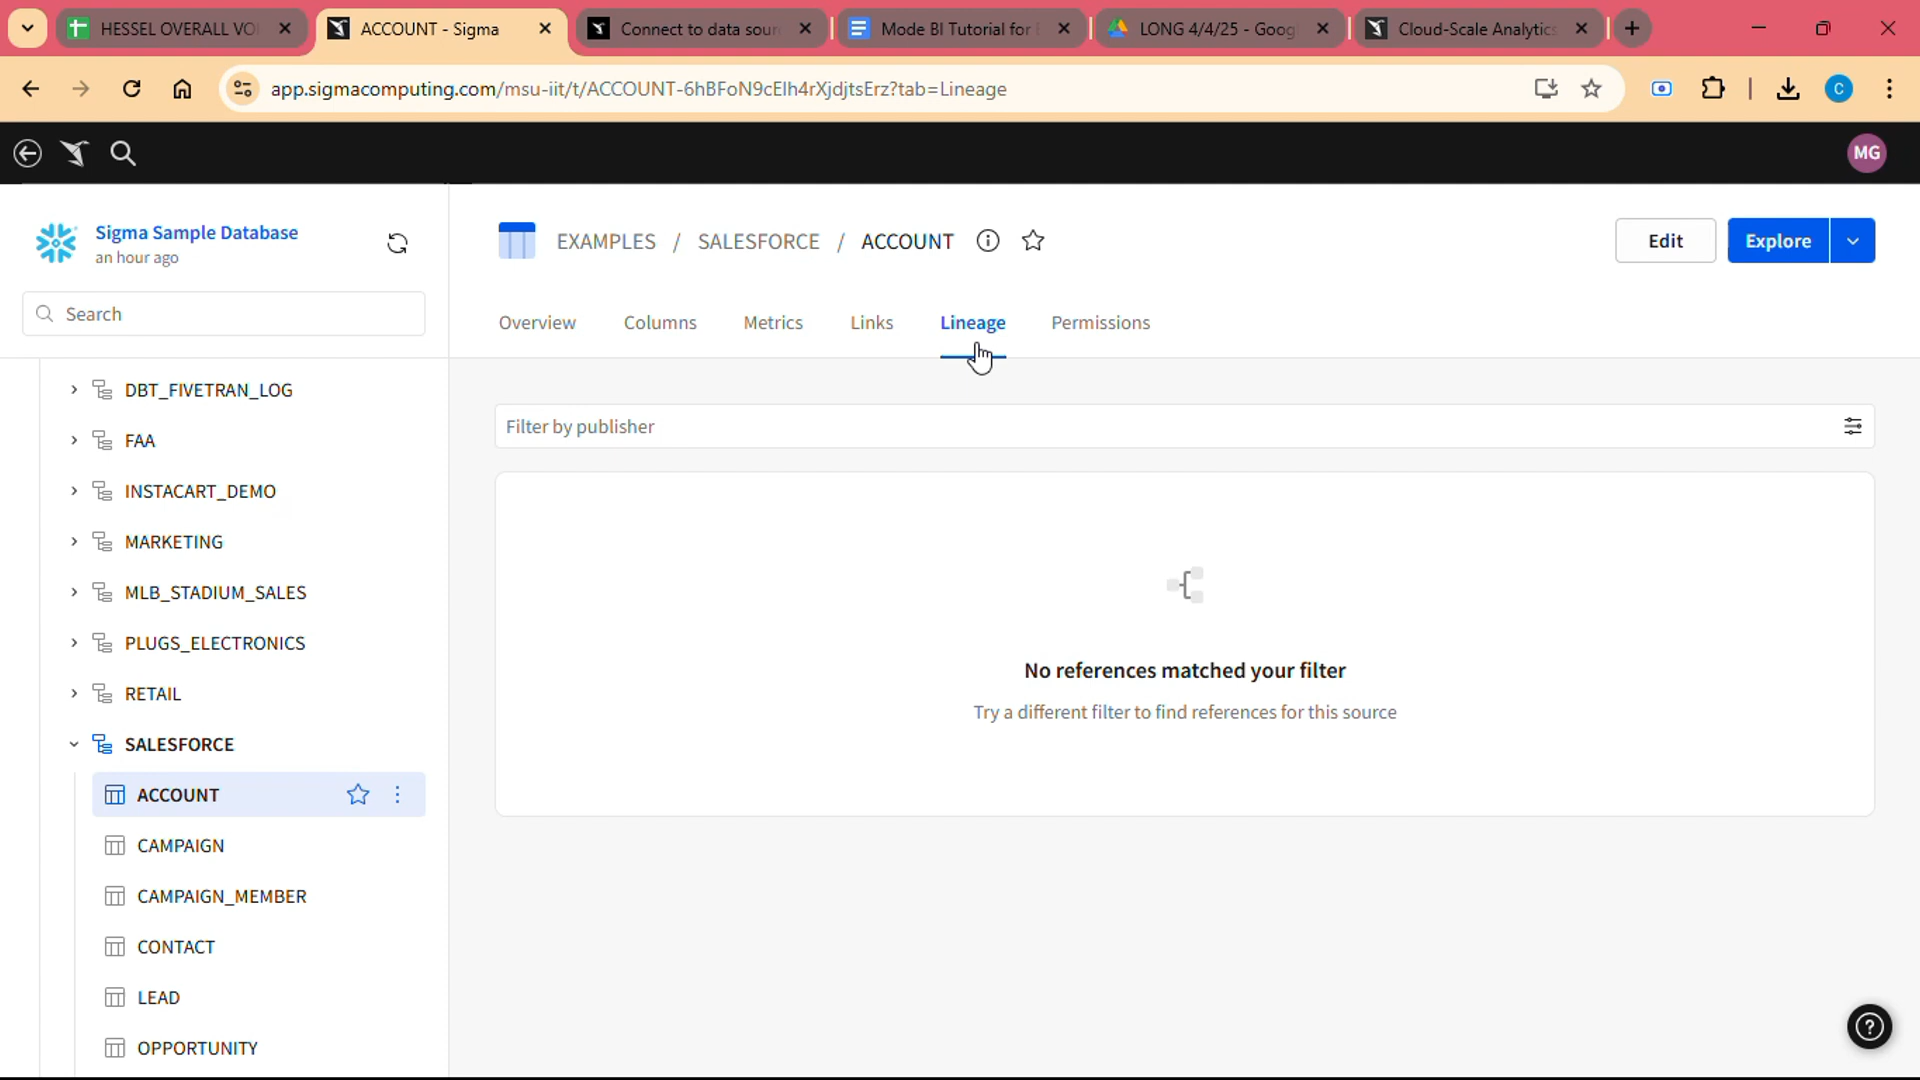 HESSEL OVERALL VO
ACCOUNT - Sigma
Connect to data sour
Mode BI Tutorial for
LONG 4/4/25 - Goog
Cloud-Scale Analytics
app.sigmacomputing.com/msu-iit/t/ACCOUNT-6hBFoN9cElh4rXjdjtsErz?tab=Lineage
C
MG
Sigma Sample Database
an hour ago
Search
DBT_FIVETRAN_LOG
FAA
INSTACART_DEMO
MARKETING
MLB_STADIUM_SALES
PLUGS_ELECTRONICS
RETAIL
SALESFORCE
ACCOUNT
CAMPAIGN
CAMPAIGN_MEMBER
CONTACT
LEAD
OPPORTUNITY
EXAMPLES / SALESFORCE / ACCOUNT
Edit
Explore
Overview
Columns
Metrics
Links
Lineage
Permissions
Filter by publisher
No references matched your filter
Try a different filter to find references for this source